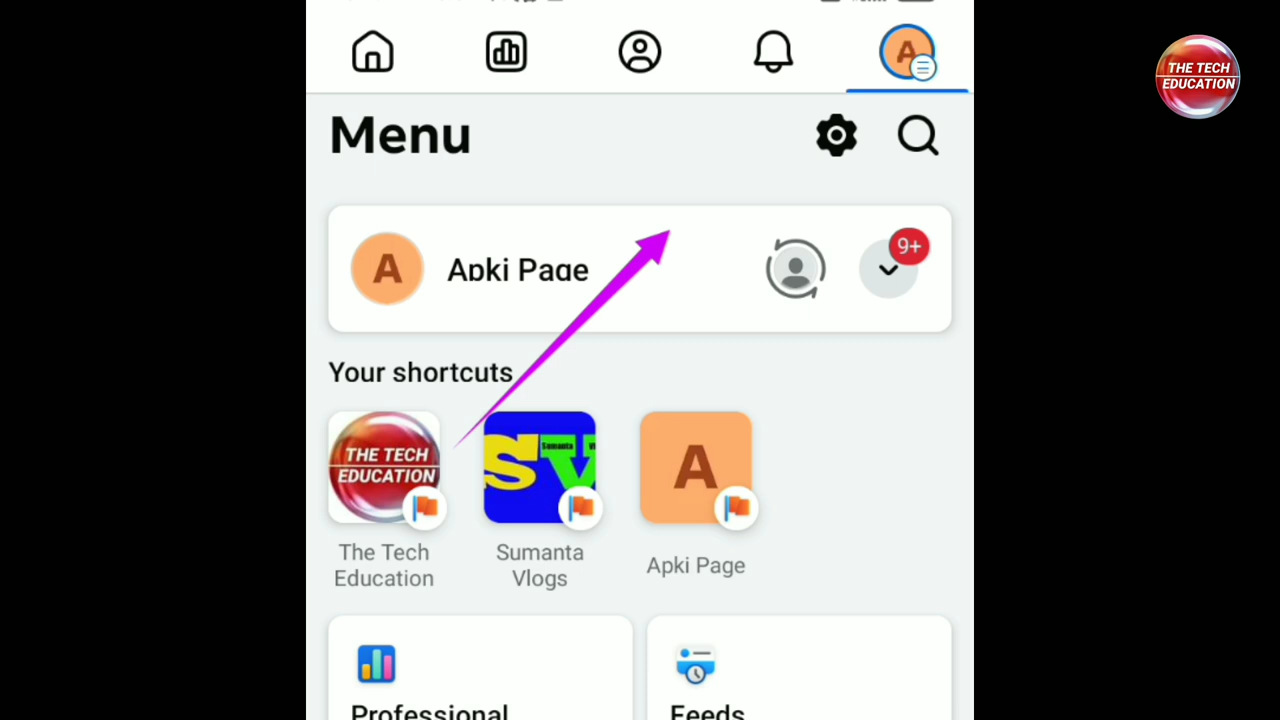 THE TECH
EDUCATION
A
Menu
A
Apki Page
9+
Your shortcuts
THE TECH
EDUCATION
S
Sumanta
V
A
The Tech
Education
Sumanta
Vlogs
Apki Page
Professional
Feeds